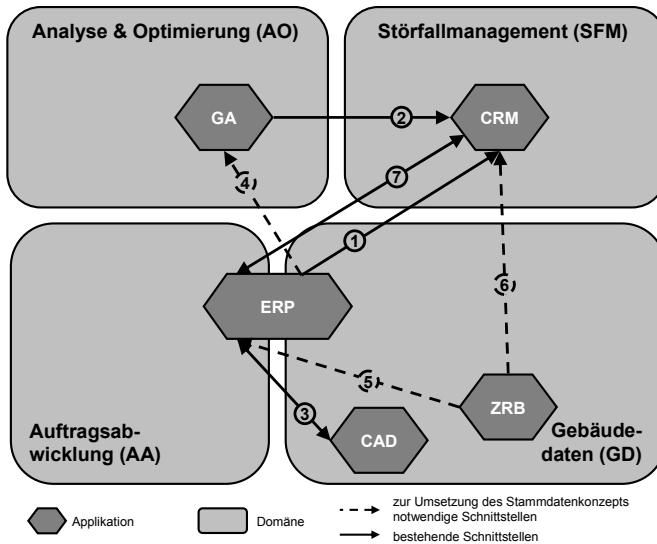 Analyse & Optimierung (AO)
Störfallmanagement (SFM)
GA
2
CRM
4
7
1
ERP
6
5
3
ZRB
CAD
Auftragsab-
wicklung (AA)
Gebäude-
daten (GD)
Applikation
Domäne
zur Umsetzung des Stammdatenkonzepts
notwendige Schnittstellen
bestehende Schnittstellen